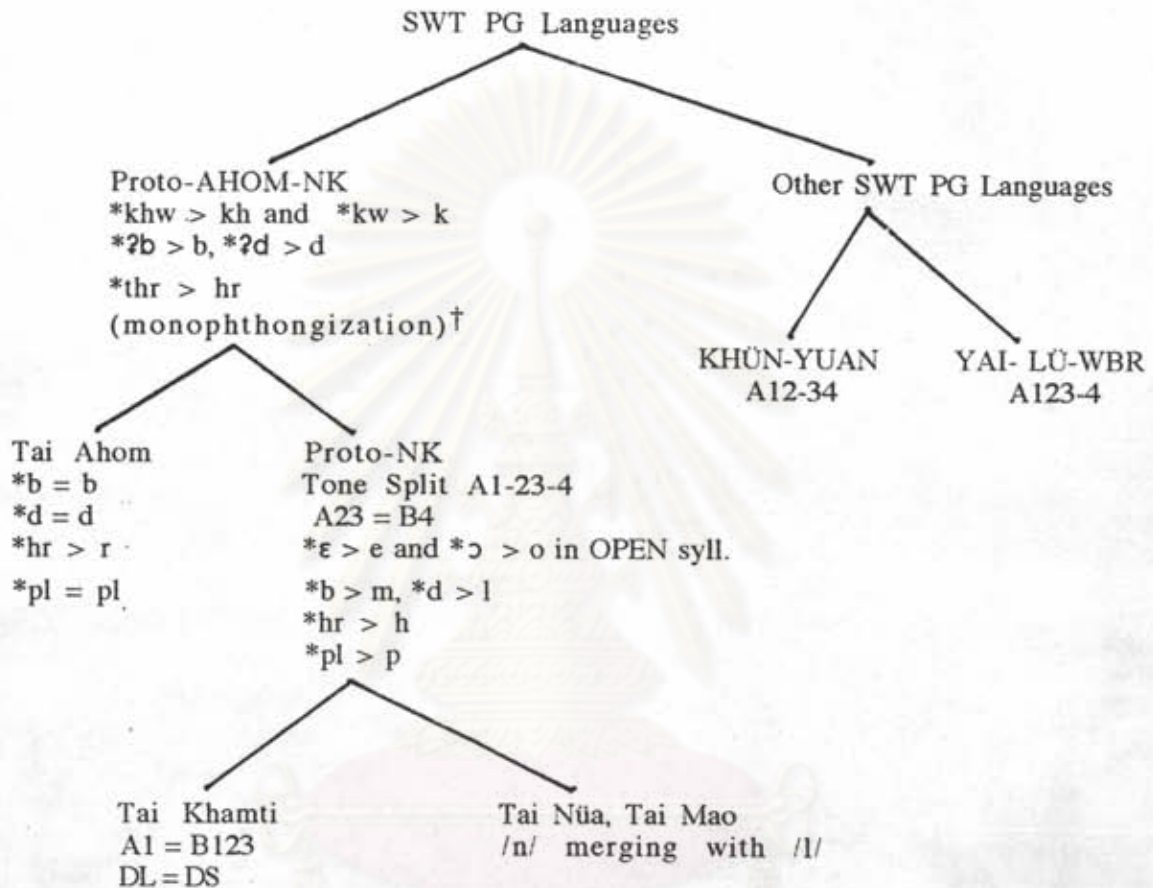 SWT PG Languages
Proto-AHOM-NK
*khw > kh and *kw > k
*ʔb > b, *ʔd > d
*thr > hr
(monophthongization)†
Other SWT PG Languages
KHÜN-YUAN
A12-34
YAI- LÜ-WBR
A123-4
Tai Ahom
*b = b
*d = d
*hr > r
*pl = pl
Proto-NK
Tone Split A1-23-4
A23 = B4
*ɛ > e and *ɔ > o in OPEN syll.
*b > m, *d > l
*hr > h
*pl > p
Tai Khamti
A1 = B123
DL = DS
Tai Nüa, Tai Mao
/n/ merging with /l/